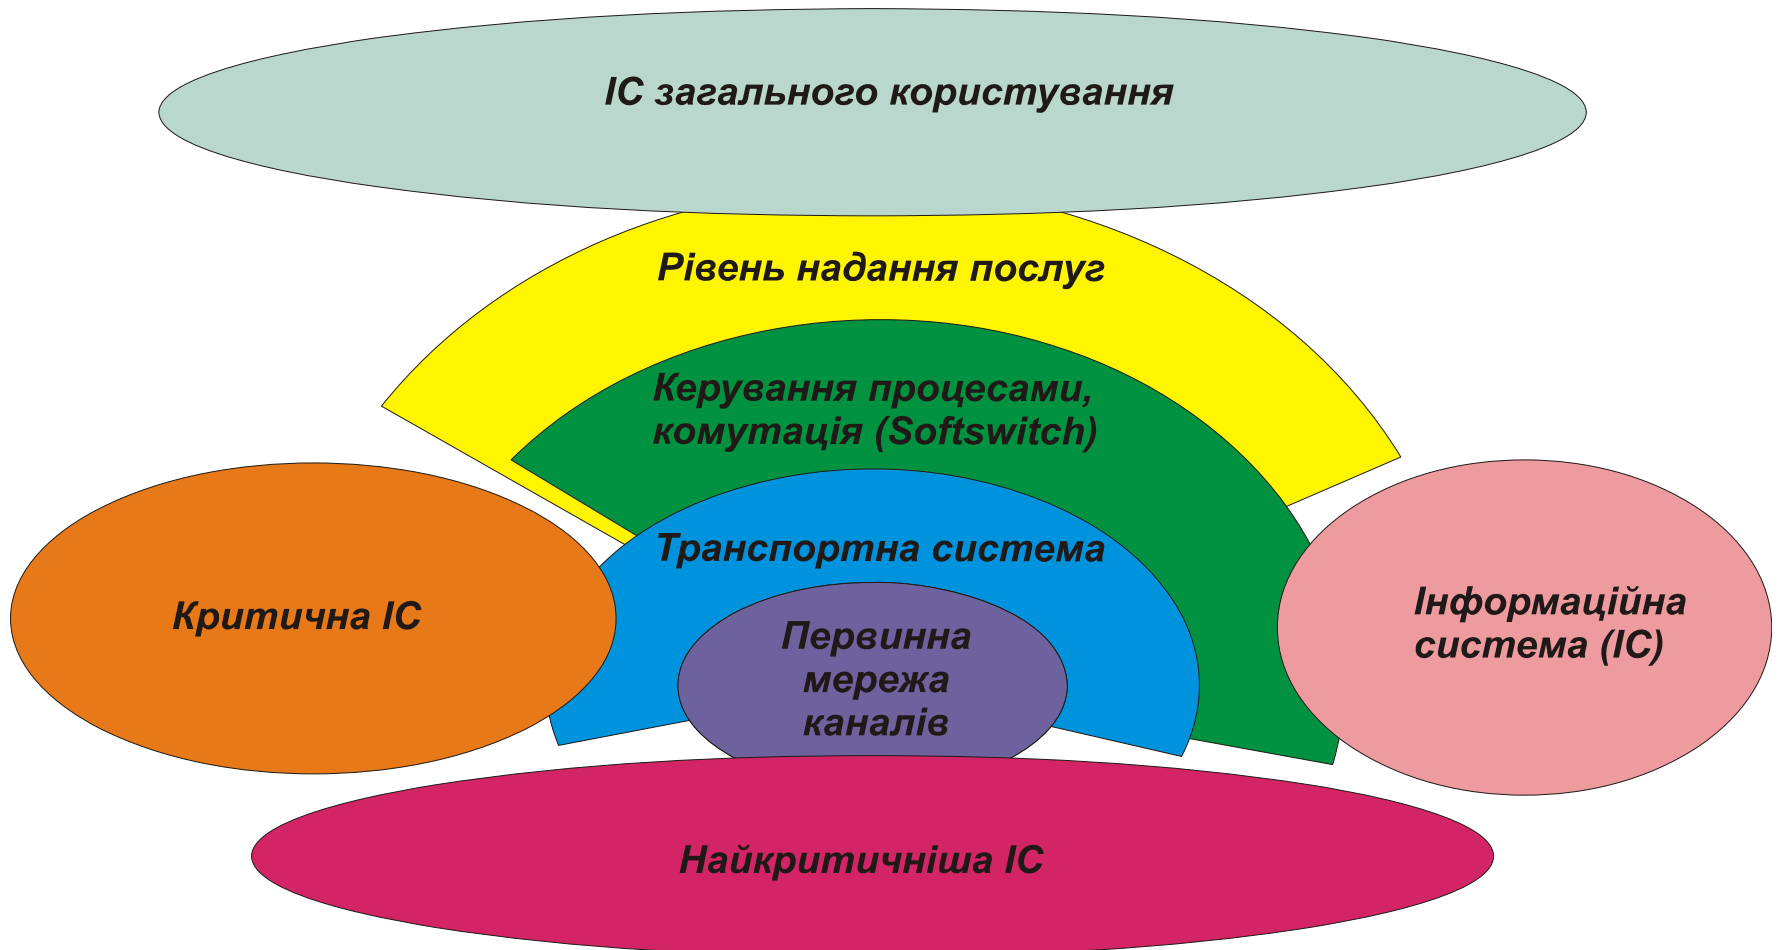 ІС загального користування
Рівень надання послуг
Керування процесами,
комутація (Softswitch)
Транспортна система
Критична ІС
Первинна
мережа
каналів
Інформаційна
система (ІС)
Найкритичніша ІС